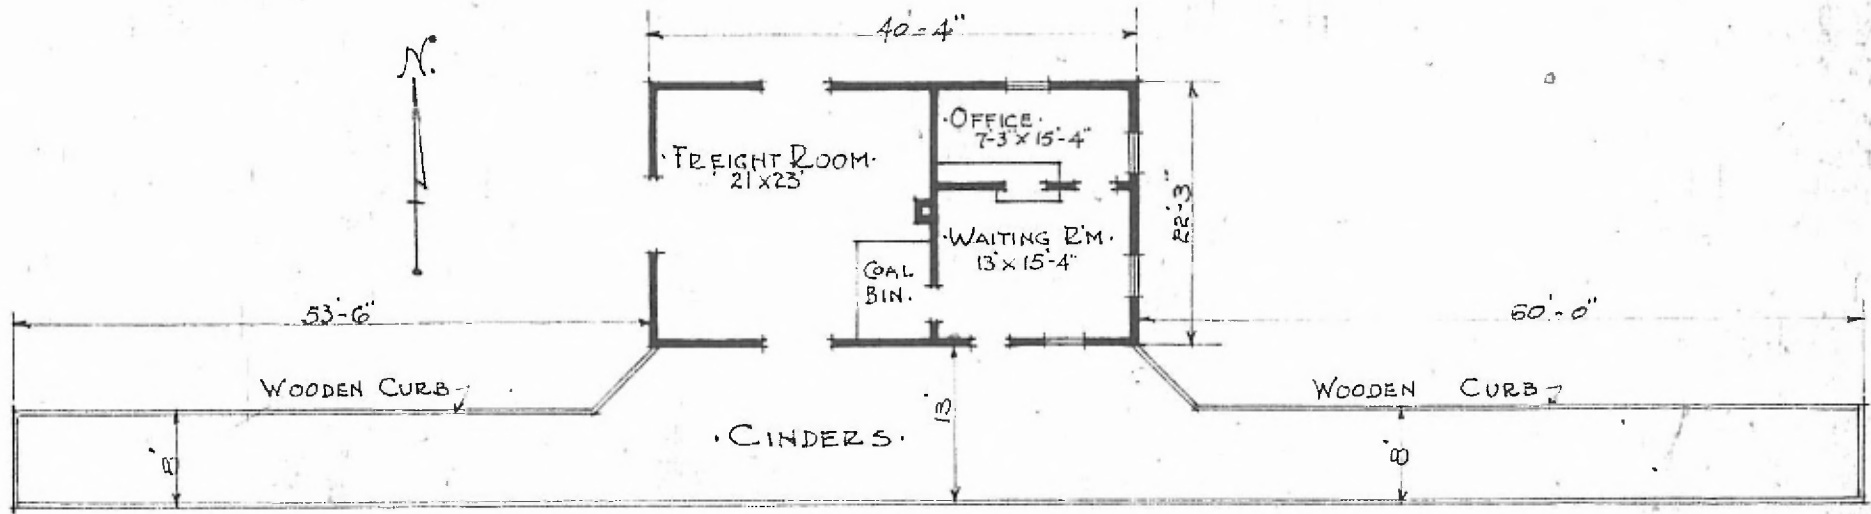 40'-4"
N.
·OFFICE·
7'-3" x 15'-4"
·FREIGHT ROOM·
21 x 23'
22'-3"
·WAITING R'M.
13' x 15'-4"
COAL
BIN.
53'-6"
60'-0"
WOODEN CURB
WOODEN CURB
13'
·CINDERS·
8'
8'